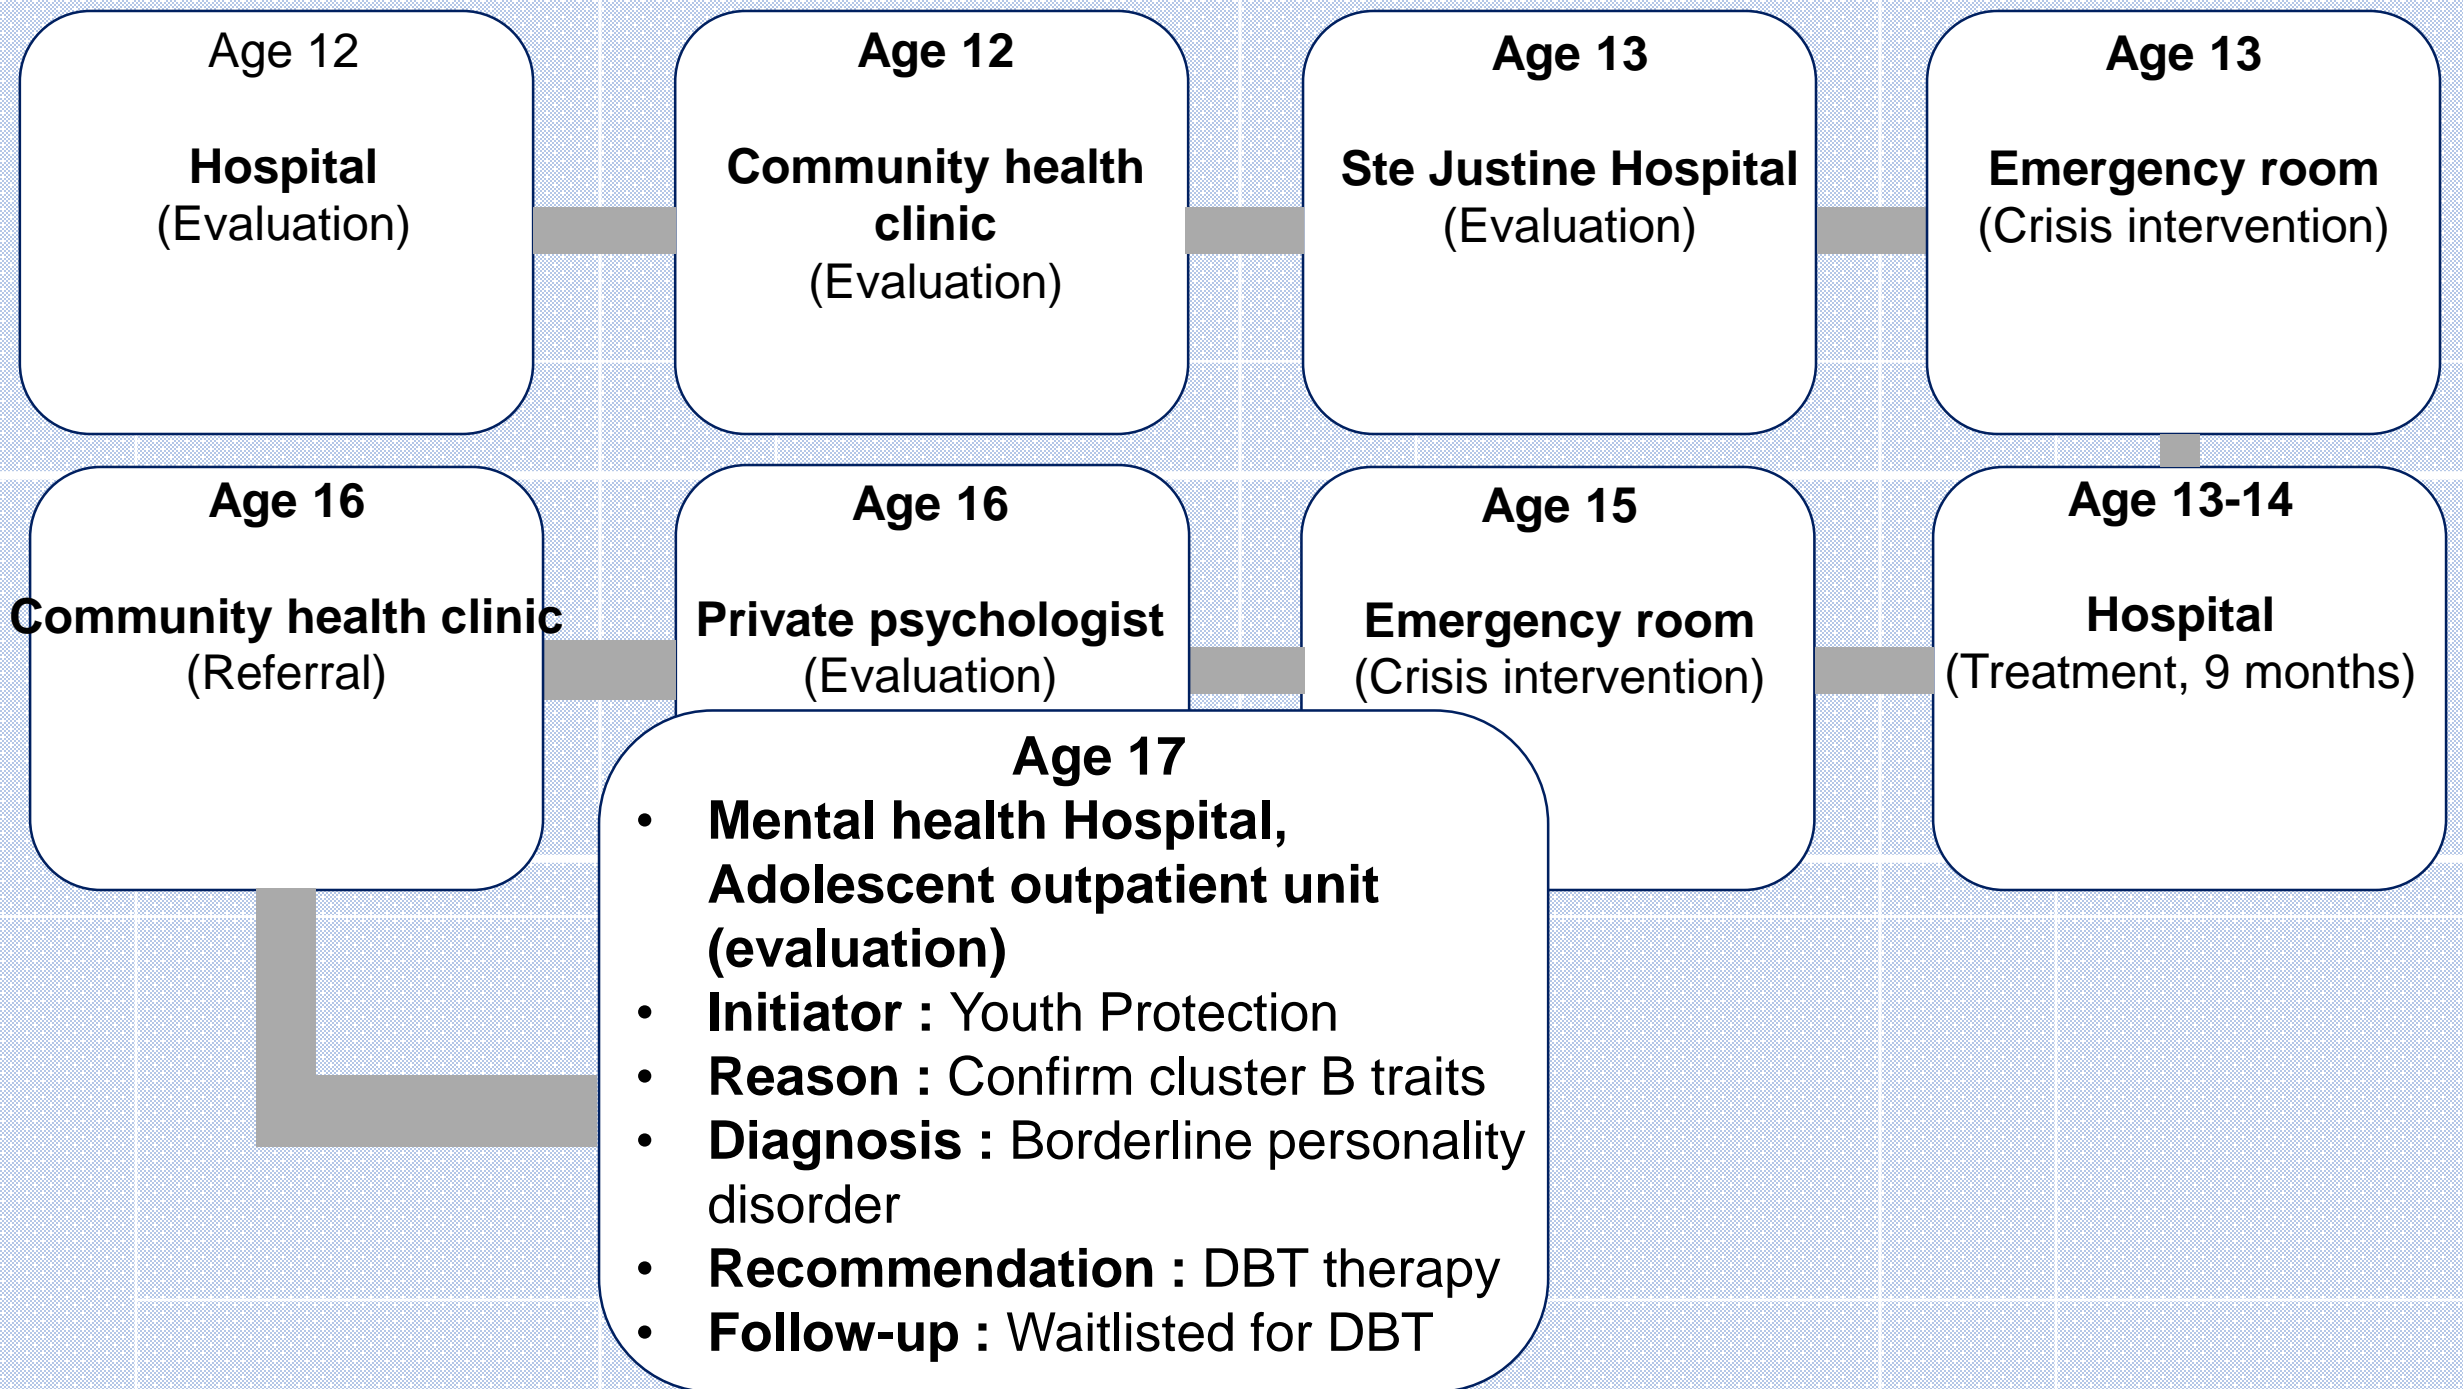 Age 12
Hospital
(Evaluation)
Age 12
Community health
clinic
(Evaluation)
Age 13
Ste Justine Hospital
(Evaluation)
Age 13
Emergency room
(Crisis intervention)
Age 13-14
Hospital
(Treatment, 9 months)
Age 15
Emergency room
(Crisis intervention)
Age 16
Private psychologist
(Evaluation)
Age 16
Community health clinic
(Referral)
Age 17
• Mental health Hospital,
Adolescent outpatient unit
(evaluation)
• Initiator : Youth Protection
• Reason : Confirm cluster B traits
• Diagnosis : Borderline personality
disorder
• Recommendation : DBT therapy
• Follow-up : Waitlisted for DBT